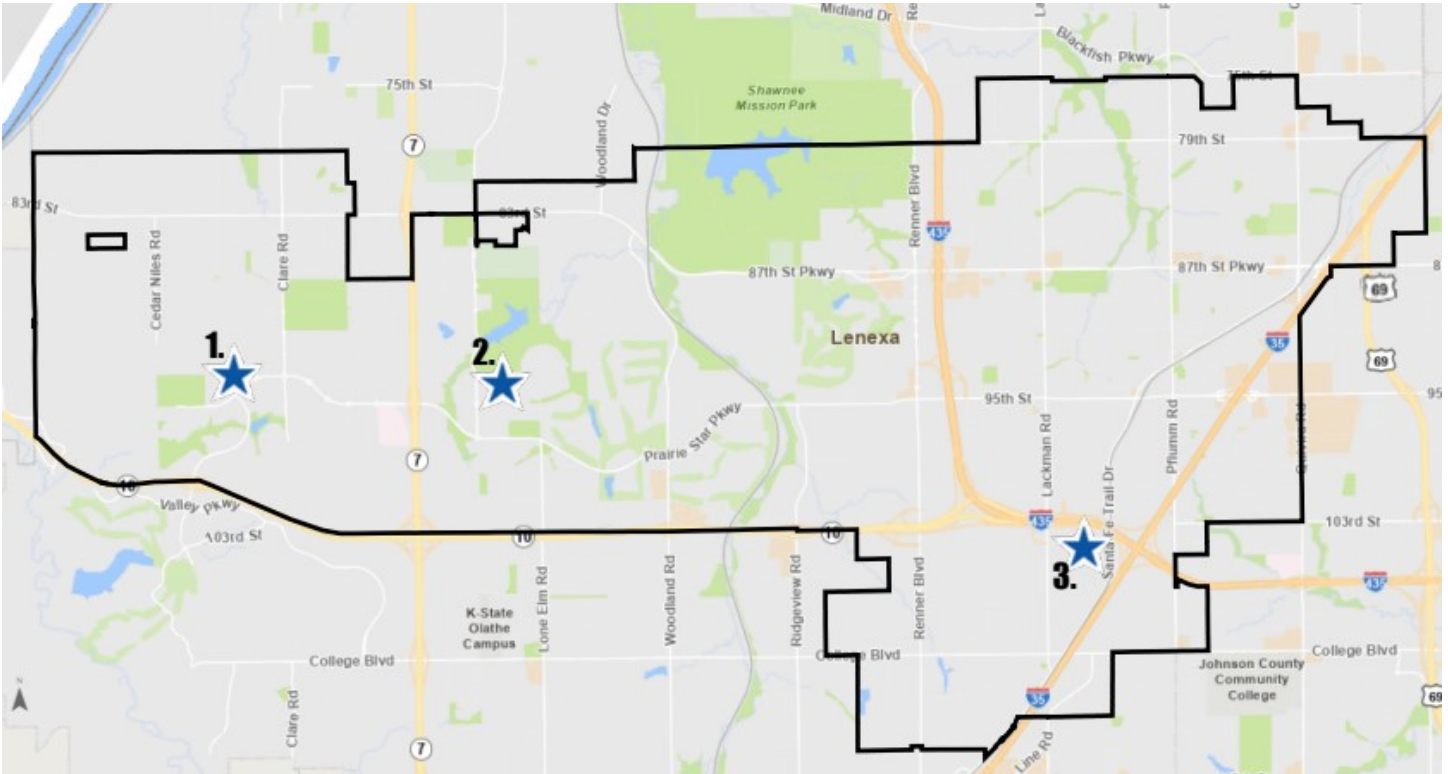 Midland Dr
Blackfish Pkwy
75th St
75th St
Shawnee
Mission Park
Woodland Dr
7
79th St
83rd St
83rd St
Renner Blvd
435
Cedar Niles Rd
Clare Rd
87th St Pkwy
87th St Pkwy
69
Lenexa
35
1.
2.
69
95th St
95
Prairie Star Pkwy
Lackman Rd
Pflumm Rd
7
Santa Fe Trail Dr
10
Valley Pkwy
103rd St
10
10
435
103rd St
3.
435
K-State
Olathe
Campus
Lone Elm Rd
Woodland Rd
Ridgeview Rd
Renner Blvd
College Blvd
College Blvd
College Blvd
Johnson County
Community
College
35
69
Clare Rd
7
Line Rd
N